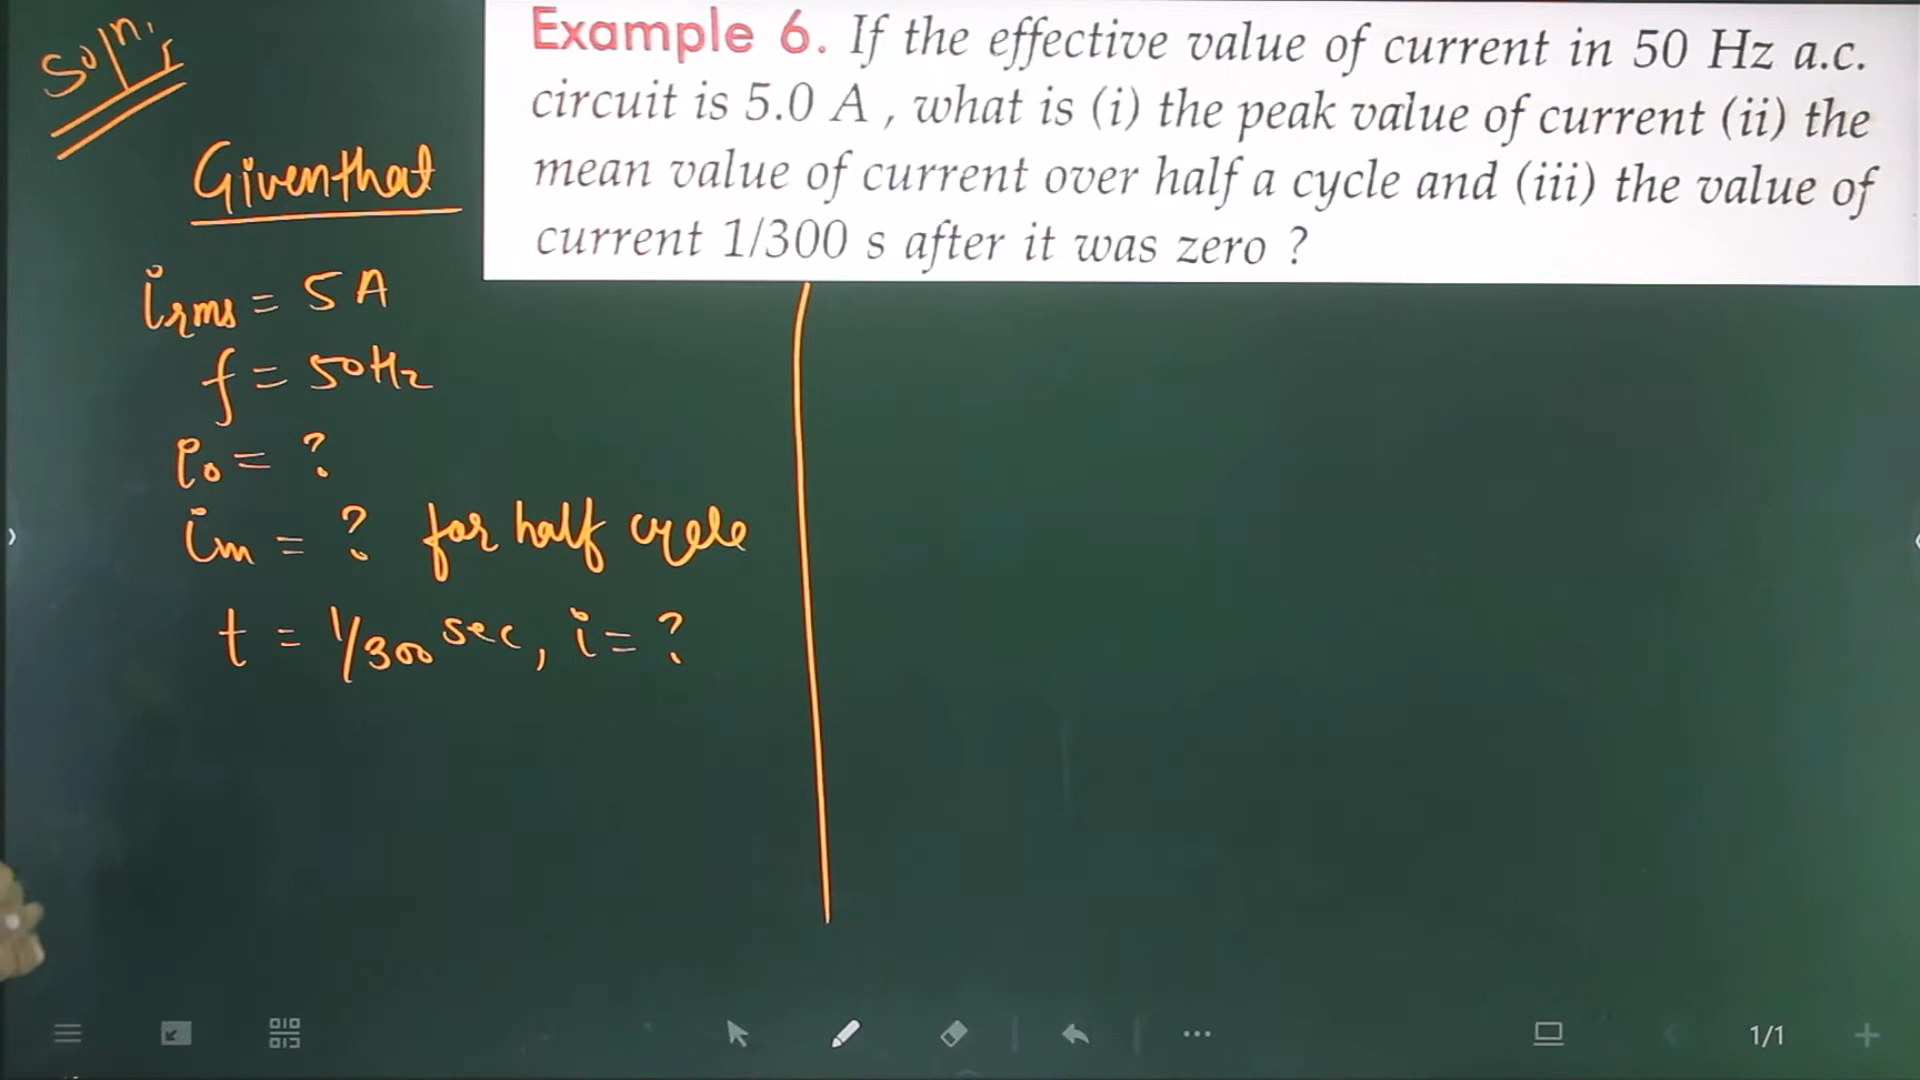 Soln.
Example 6. If the effective value of current in 50 Hz a.c.
circuit is 5.0 A , what is (i) the peak value of current (ii) the
mean value of current over half a cycle and (iii) the value of
current 1/300 s after it was zero ?
Given that
irms = 5 A
f = 50Hz
i₀ = ?
im = ? for half cycle
t = 1/300 sec, i = ?
1/1